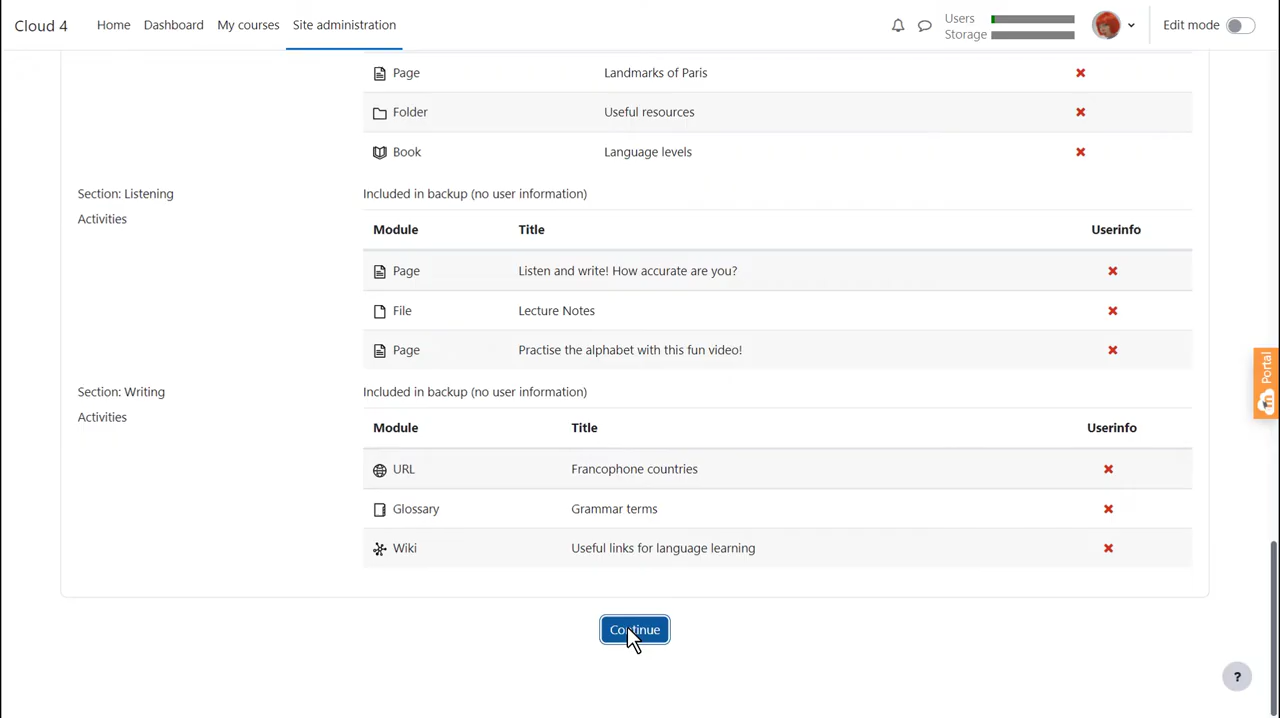 Cloud 4 Home Dashboard My courses Site administration Users Edit mode
Storage
Page Landmarks of Paris
Folder Useful resources
Book Language levels
Section: Listening Included in backup (no user information)
Activities
Module Title Userinfo
Page Listen and write! How accurate are you?
File Lecture Notes
Page Practise the alphabet with this fun video!
Portal
Section: Writing Included in backup (no user information)
Activities
Module Title Userinfo
URL Francophone countries
Glossary Grammar terms
Wiki Useful links for language learning
Continue
?